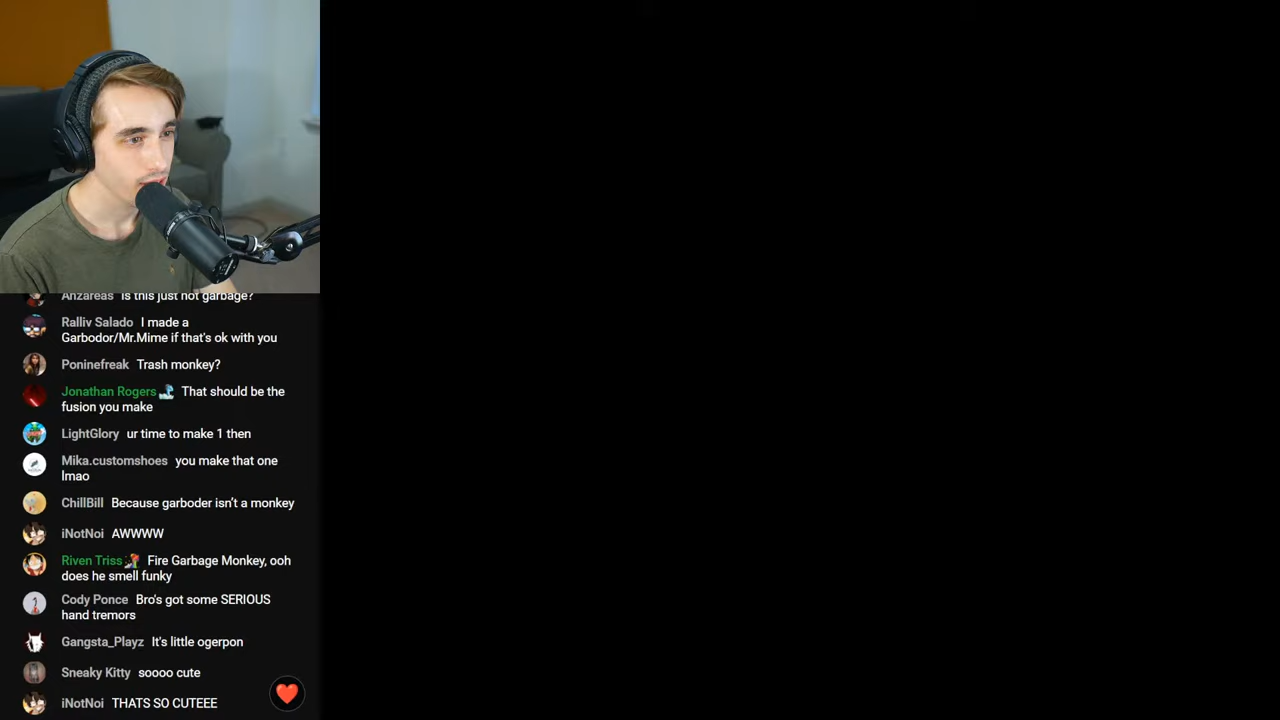 Anzareas Is this just not garbage?
Ralliv Salado I made a
Garbodor/Mr.Mime if that's ok with you
Poninefreak Trash monkey?
Jonathan Rogers That should be the
fusion you make
LightGlory ur time to make 1 then
Mika.customshoes you make that one
lmao
ChillBill Because garboder isn’t a monkey
iNotNoi AWWWW
Riven Triss Fire Garbage Monkey, ooh
does he smell funky
Cody Ponce Bro's got some SERIOUS
hand tremors
Gangsta_Playz It's little ogerpon
Sneaky Kitty soooo cute
iNotNoi THATS SO CUTEEE